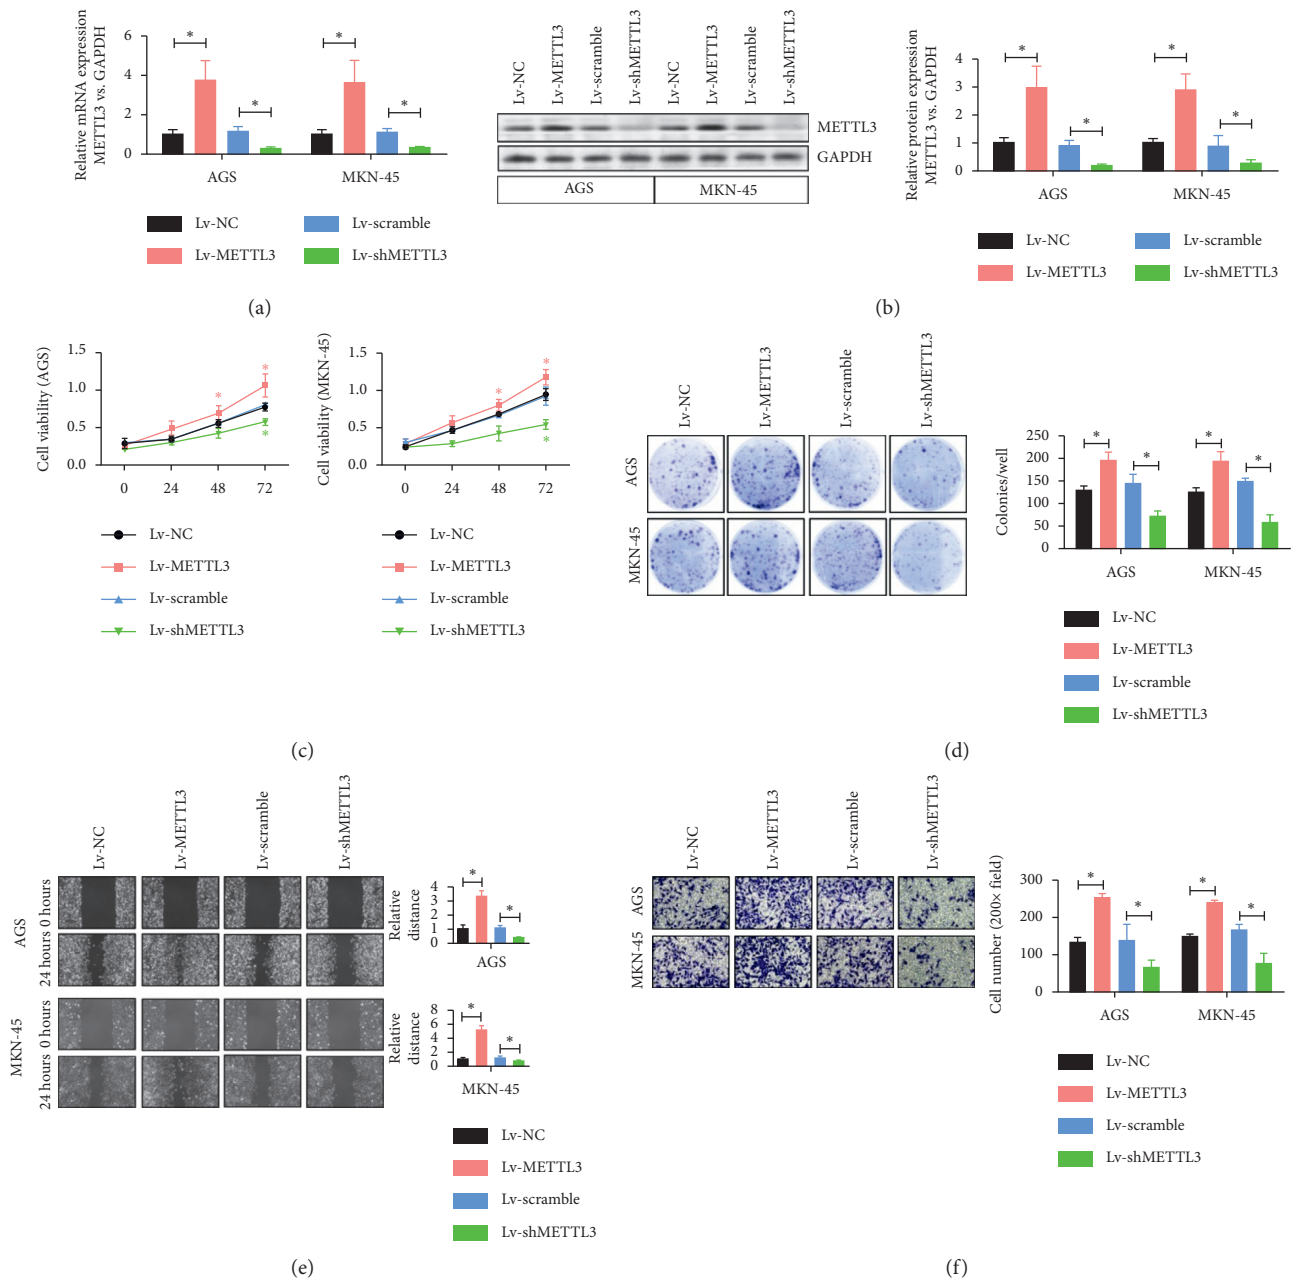 Relative mRNA expression
METTL3 vs. GAPDH
6
4
2
0
*
*
*
*
AGS
MKN-45
Lv-NC
Lv-scramble
Lv-METTL3
Lv-shMETTL3
(a)
Lv-NC
Lv-METTL3
Lv-scramble
Lv-shMETTL3
Lv-NC
Lv-METTL3
Lv-scramble
Lv-shMETTL3
METTL3
GAPDH
AGS
MKN-45
Relative protein expression
METTL3 vs. GAPDH
4
3
2
1
0
*
*
*
*
AGS
MKN-45
Lv-NC
Lv-scramble
Lv-METTL3
Lv-shMETTL3
(b)
Cell viability (AGS)
1.5
1.0
0.5
0.0
*
*
*
0
24
48
72
Lv-NC
Lv-METTL3
Lv-scramble
Lv-shMETTL3
Cell viability (MKN-45)
1.5
1.0
0.5
0.0
*
*
*
0
24
48
72
Lv-NC
Lv-METTL3
Lv-scramble
Lv-shMETTL3
(c)
Lv-NC
Lv-METTL3
Lv-scramble
Lv-shMETTL3
AGS
MKN-45
Colonies/well
250
200
150
100
50
0
*
*
*
*
AGS
MKN-45
Lv-NC
Lv-METTL3
Lv-scramble
Lv-shMETTL3
(d)
Lv-NC
Lv-METTL3
Lv-scramble
Lv-shMETTL3
AGS
0 hours
24 hours
MKN-45
0 hours
24 hours
Relative
distance
4
3
2
1
0
*
*
AGS
Relative
distance
8
6
4
2
0
*
*
MKN-45
Lv-NC
Lv-METTL3
Lv-scramble
Lv-shMETTL3
(e)
Lv-NC
Lv-METTL3
Lv-scramble
Lv-shMETTL3
AGS
MKN-45
Cell number (200× field)
300
200
100
0
*
*
*
*
AGS
MKN-45
Lv-NC
Lv-METTL3
Lv-scramble
Lv-shMETTL3
(f)